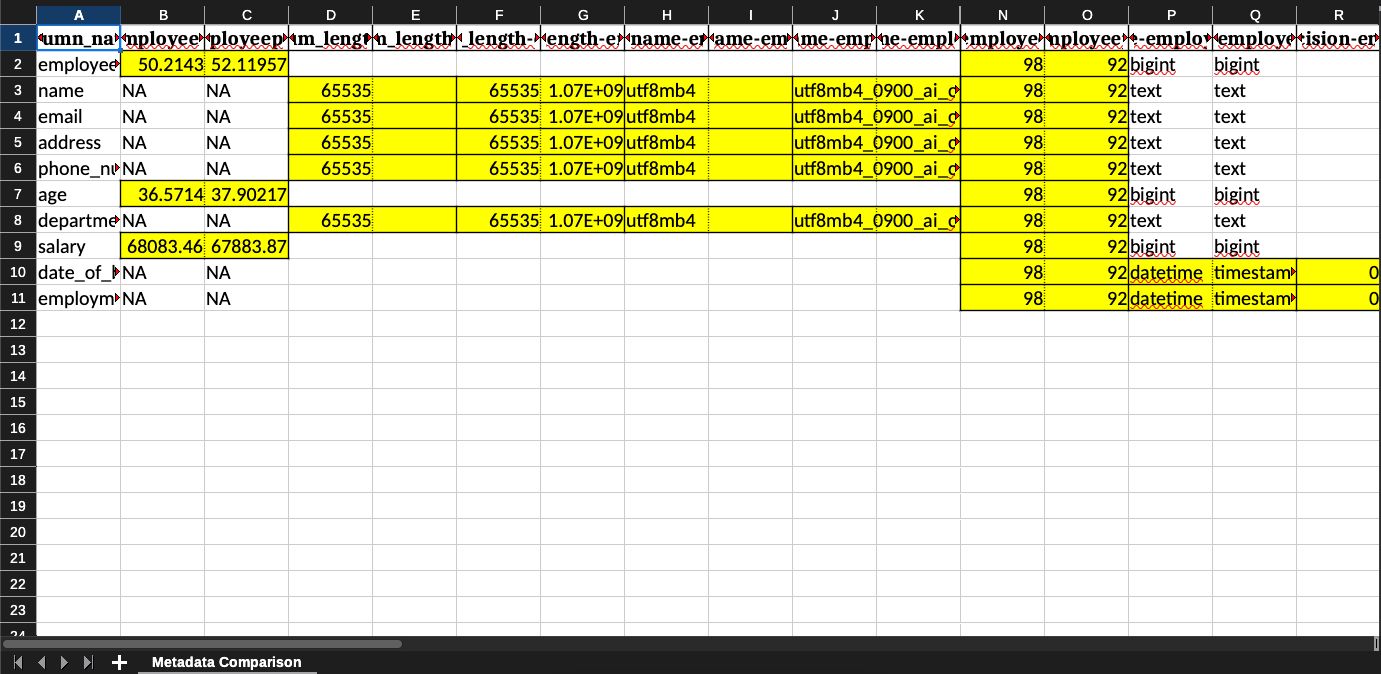 A B C D E F G H I J K N O P Q R
1 umn_na mployee ployeep m_lengt n_length _length- ength-e name-er ame-em me-emp ne-empl mploye nployee -employ employe ision-er
2 employee 50.2143 52.11957 98 92 bigint bigint
3 name NA NA 65535 65535 1.07E+09 utf8mb4 utf8mb4_0900_ai_c 98 92 text text
4 email NA NA 65535 65535 1.07E+09 utf8mb4 utf8mb4_0900_ai_c 98 92 text text
5 address NA NA 65535 65535 1.07E+09 utf8mb4 utf8mb4_0900_ai_c 98 92 text text
6 phone_nu NA NA 65535 65535 1.07E+09 utf8mb4 utf8mb4_0900_ai_c 98 92 text text
7 age 36.5714 37.90217 98 92 bigint bigint
8 departme NA NA 65535 65535 1.07E+09 utf8mb4 utf8mb4_0900_ai_c 98 92 text text
9 salary 68083.46 67883.87 98 92 bigint bigint
10 date_of_b NA NA 98 92 datetime timestam 0
11 employm NA NA 98 92 datetime timestam 0
12
13
14
15
16
17
18
19
20
21
22
23
24
Metadata Comparison